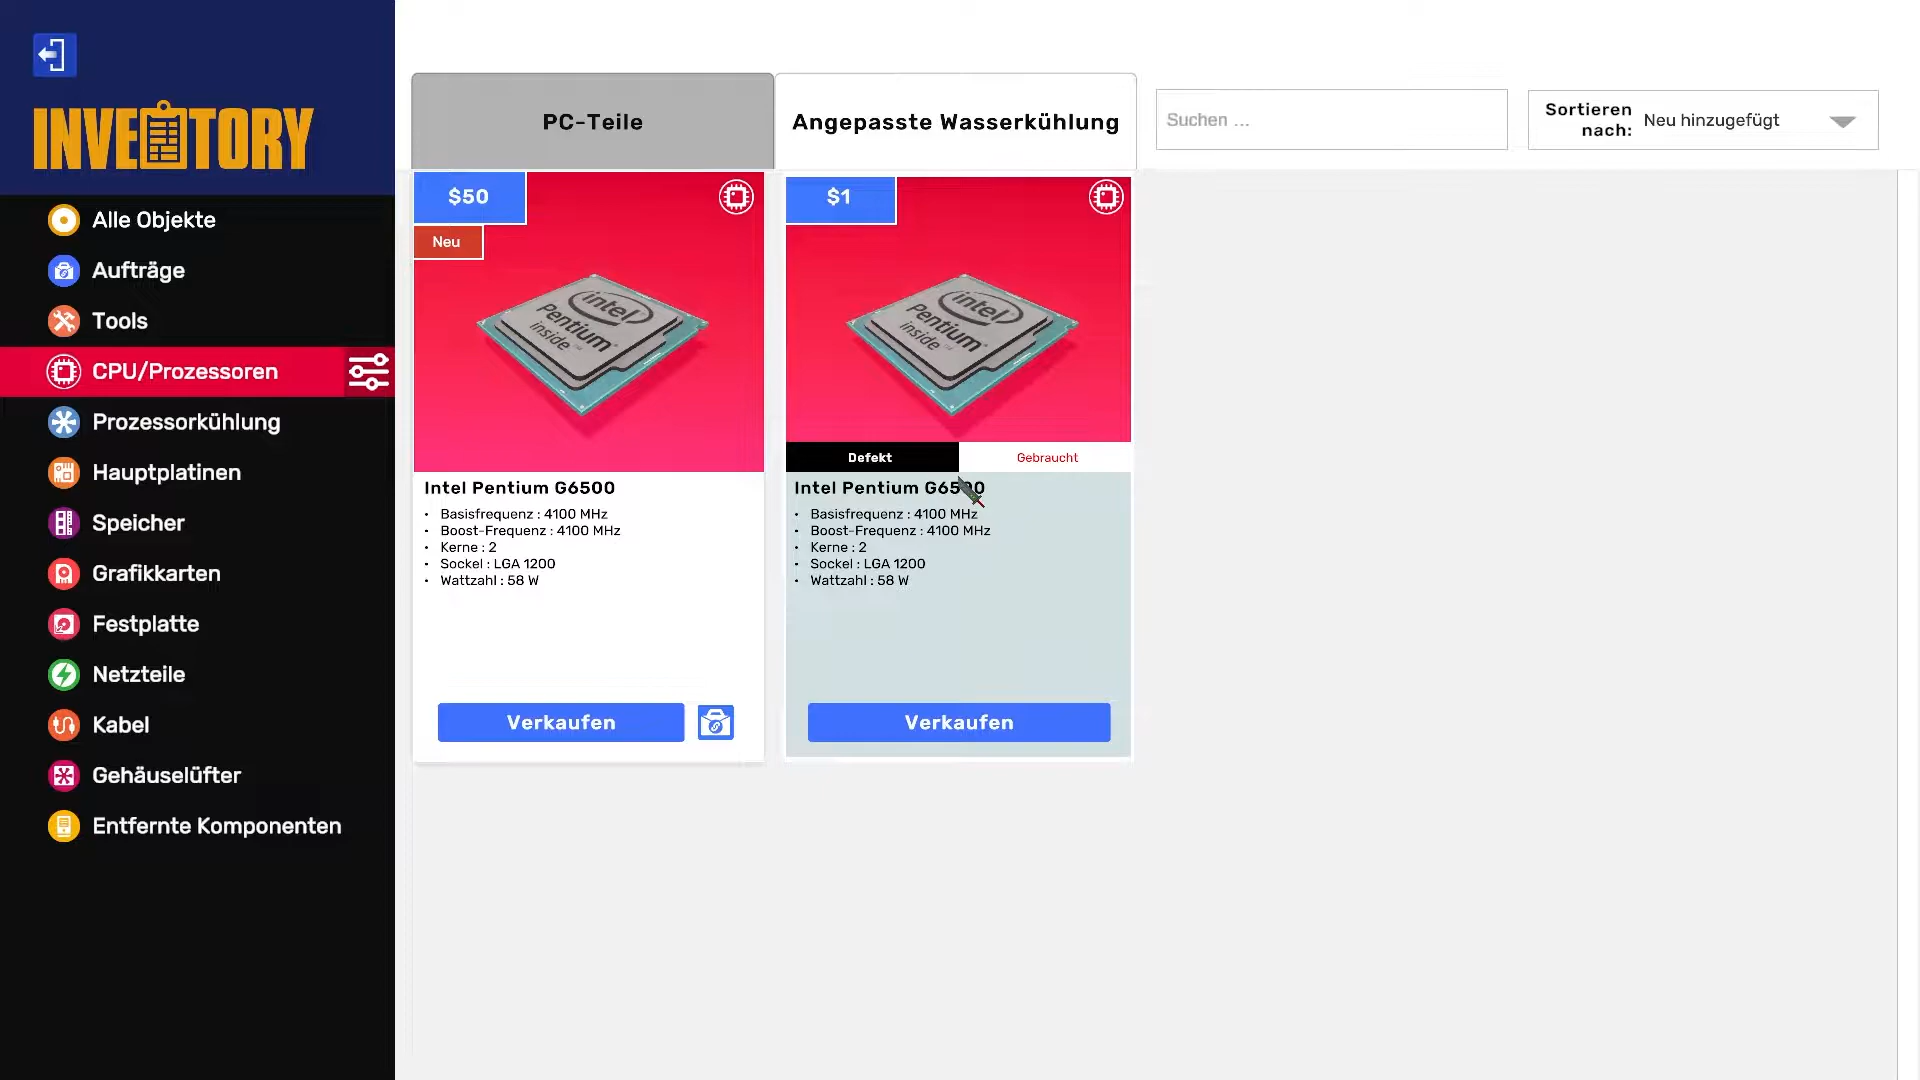 INVENTORY
Alle Objekte
Aufträge
Tools
CPU/Prozessoren
Prozessorkühlung
Hauptplatinen
Speicher
Grafikkarten
Festplatte
Netzteile
Kabel
Gehäuselüfter
Entfernte Komponenten
PC-Teile
Angepasste Wasserkühlung
Suchen ...
Sortieren
nach:
Neu hinzugefügt
$50
Neu
intel
Pentium
inside™
Intel Pentium G6500
• Basisfrequenz : 4100 MHz
• Boost-Frequenz : 4100 MHz
• Kerne : 2
• Sockel : LGA 1200
• Wattzahl : 58 W
Verkaufen
$1
intel
Pentium
inside™
Defekt
Gebraucht
Intel Pentium G6500
• Basisfrequenz : 4100 MHz
• Boost-Frequenz : 4100 MHz
• Kerne : 2
• Sockel : LGA 1200
• Wattzahl : 58 W
Verkaufen